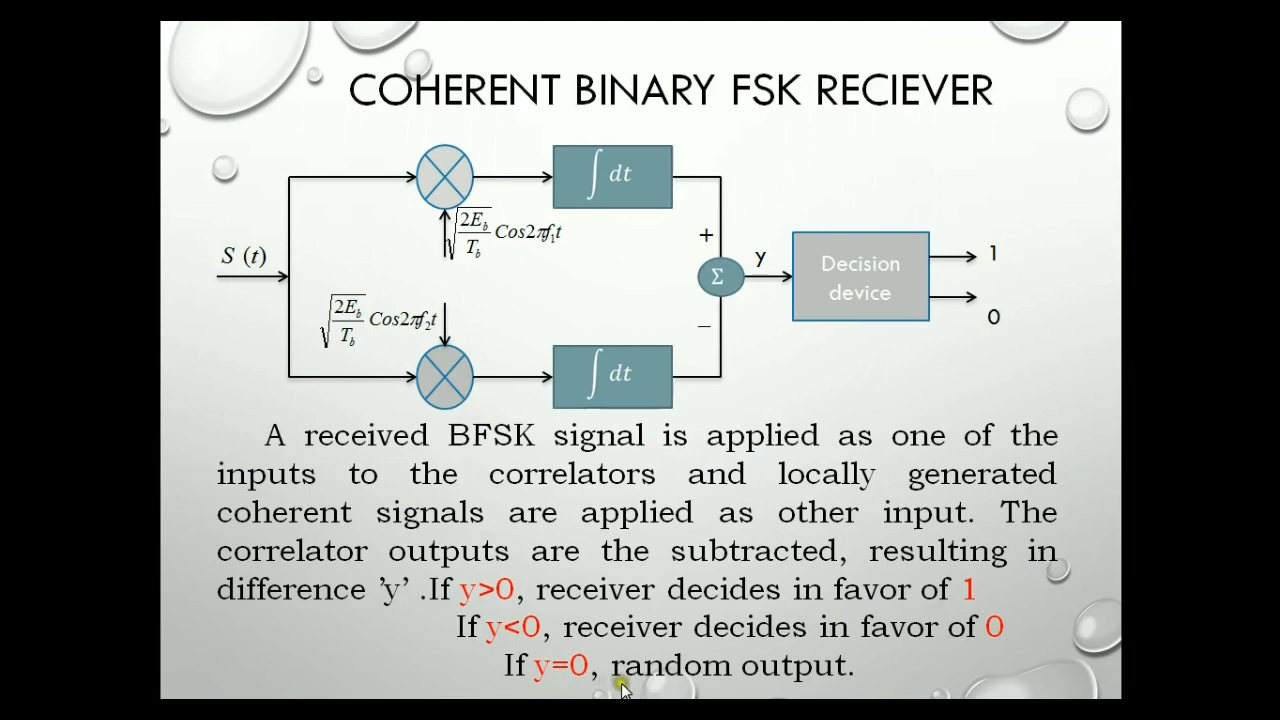 COHERENT BINARY FSK RECIEVER
∫ dt
√(2E_b/T_b) Cos2πf₁t
S (t)
+
y
Σ
Decision
device
1
0
√(2E_b/T_b) Cos2πf₂t
–
∫ dt
A received BFSK signal is applied as one of the
inputs to the correlators and locally generated
coherent signals are applied as other input. The
correlator outputs are the subtracted, resulting in
difference ’y’ .If y>0, receiver decides in favor of 1
If y<0, receiver decides in favor of 0
If y=0, random output.